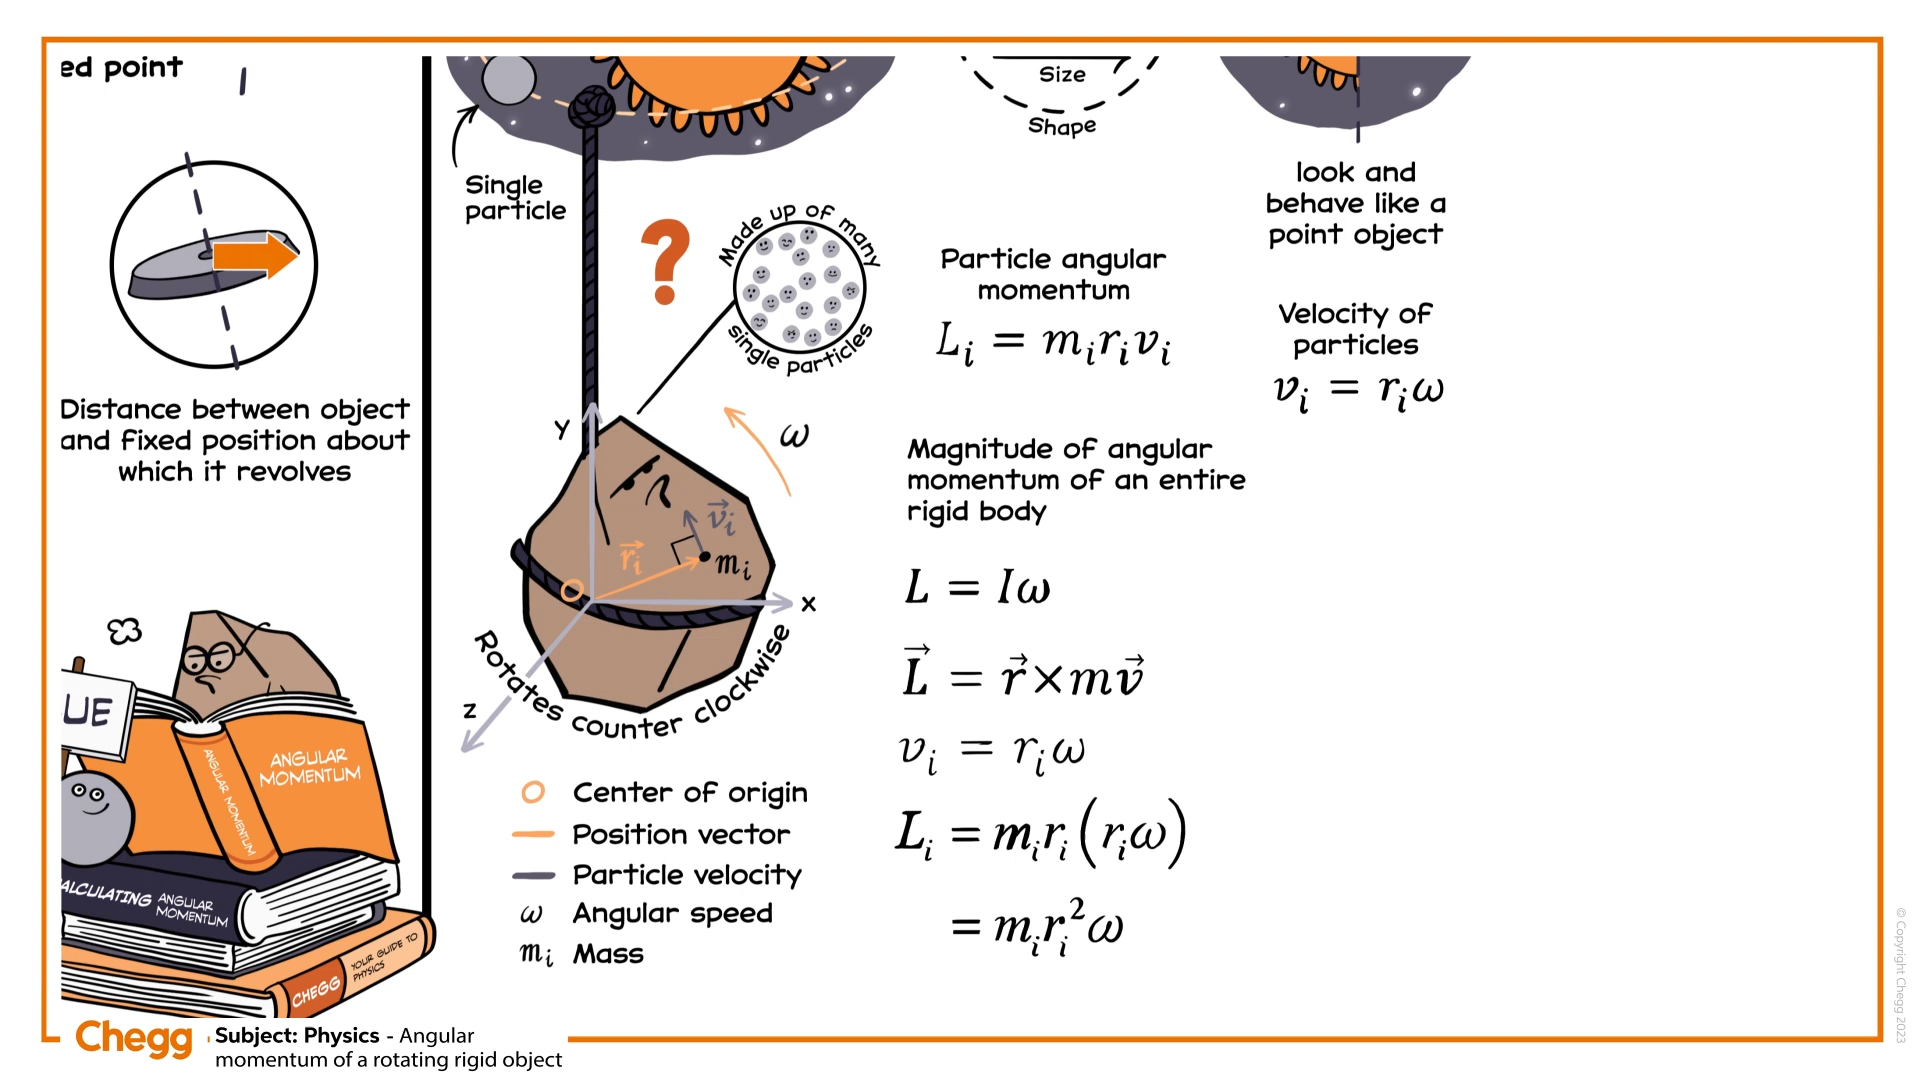 ed point
Distance between object
and fixed position about
which it revolves
UE
ANGULAR MOMENTUM
ANGULAR
MOMENTUM
ALCULATING ANGULAR
MOMENTUM
CHEGG YOUR GUIDE TO
PHYSICS
Single
particle
?
Made up of many
single particles
Y
ω
v⃗ᵢ
r⃗ᵢ
mᵢ
x
z
Rotates counter clockwise
Center of origin
Position vector
Particle velocity
ω Angular speed
mᵢ Mass
Size
Shape
Particle angular
momentum
Lᵢ = mᵢrᵢvᵢ
look and
behave like a
point object
Velocity of
particles
vᵢ = rᵢω
Magnitude of angular
momentum of an entire
rigid body
L = Iω
L⃗ = r⃗×mv⃗
vᵢ = rᵢω
Lᵢ = mᵢrᵢ(rᵢω)
= mᵢrᵢ²ω
Chegg
Subject: Physics - Angular
momentum of a rotating rigid object
© Copyright Chegg 2023